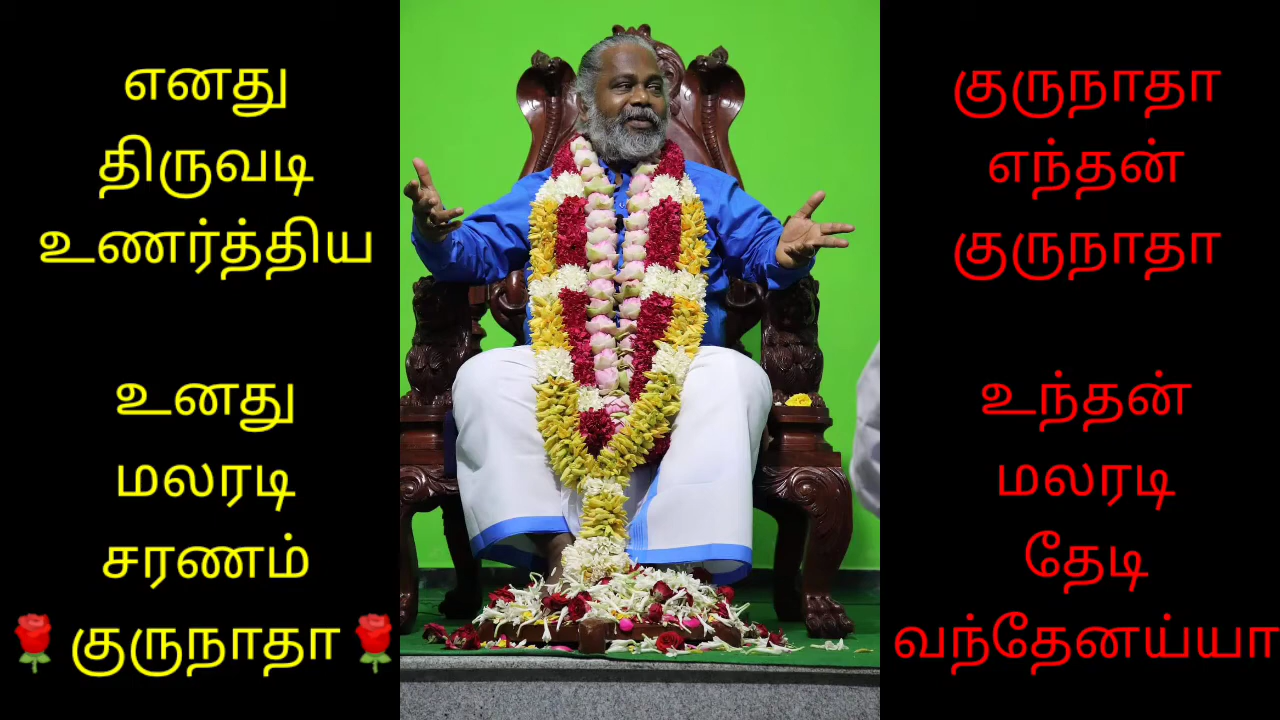 எனது
திருவடி
உணர்த்திய
உனது
மலரடி
சரணம்
🌹குருநாதா🌹
குருநாதா
எந்தன்
குருநாதா
உந்தன்
மலரடி
தேடி
வந்தேனய்யா